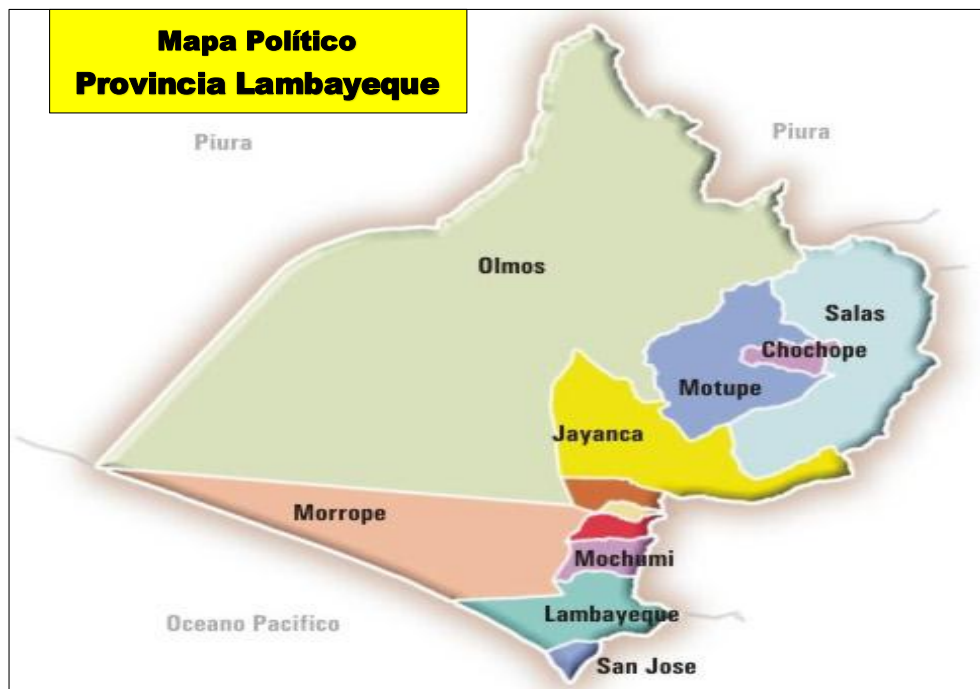 Mapa Político
Provincia Lambayeque
Piura
Piura
Olmos
Salas
Chochope
Motupe
Jayanca
Morrope
Mochumi
Lambayeque
Oceano Pacifico
San Jose